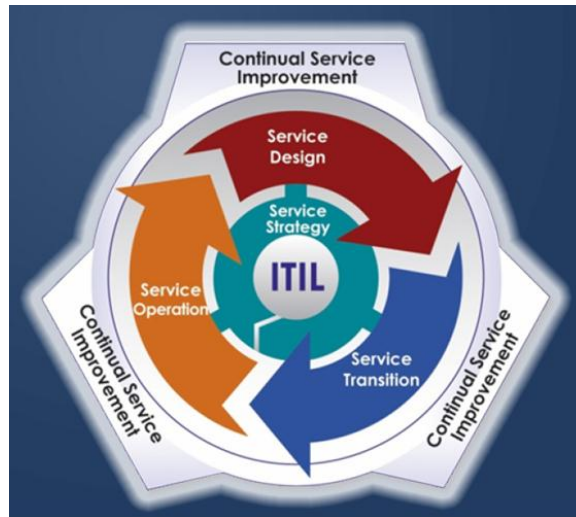 Continual Service
Improvement
Service
Design
Service
Strategy
ITIL
Service
Operation
Service
Transition
Continual Service
Improvement
Continual Service
Improvement